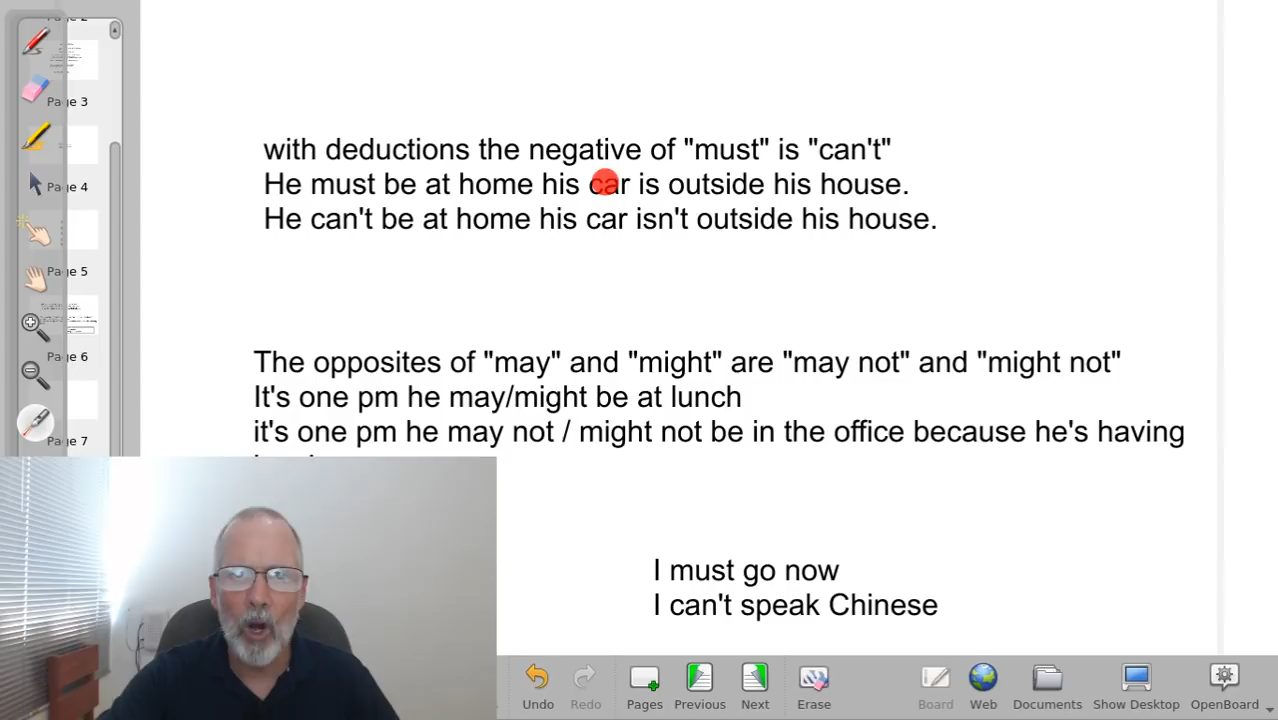 Page 3
Page 4
Page 5
Page 6
Page 7
with deductions the negative of "must" is "can't"
He must be at home his car is outside his house.
He can't be at home his car isn't outside his house.
The opposites of "may" and "might" are "may not" and "might not"
It's one pm he may/might be at lunch
it's one pm he may not / might not be in the office because he's having
I must go now
I can't speak Chinese
Undo
Redo
Pages
Previous
Next
Erase
Board
Web
Documents
Show Desktop
OpenBoard